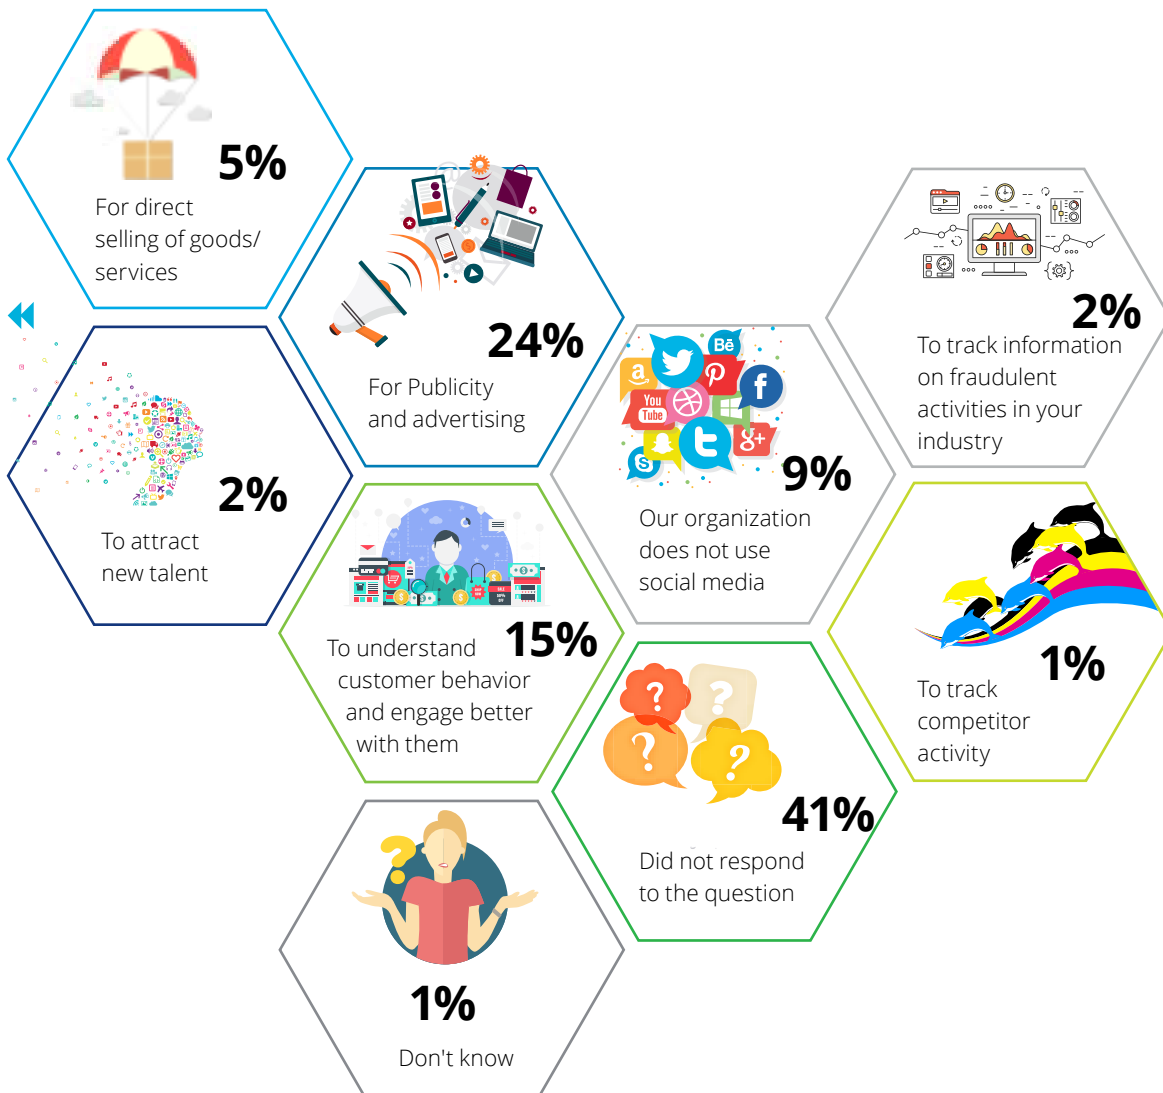 5%
For direct
selling of goods/
services
24%
For Publicity
and advertising
2%
To track information
on fraudulent
activities in your
industry
2%
To attract
new talent
Bē
a
You
Tube
f
g+
S
9%
Our organization
does not use
social media
15%
To understand
customer behavior
and engage better
with them
1%
To track
competitor
activity
41%
Did not respond
to the question
1%
Don't know